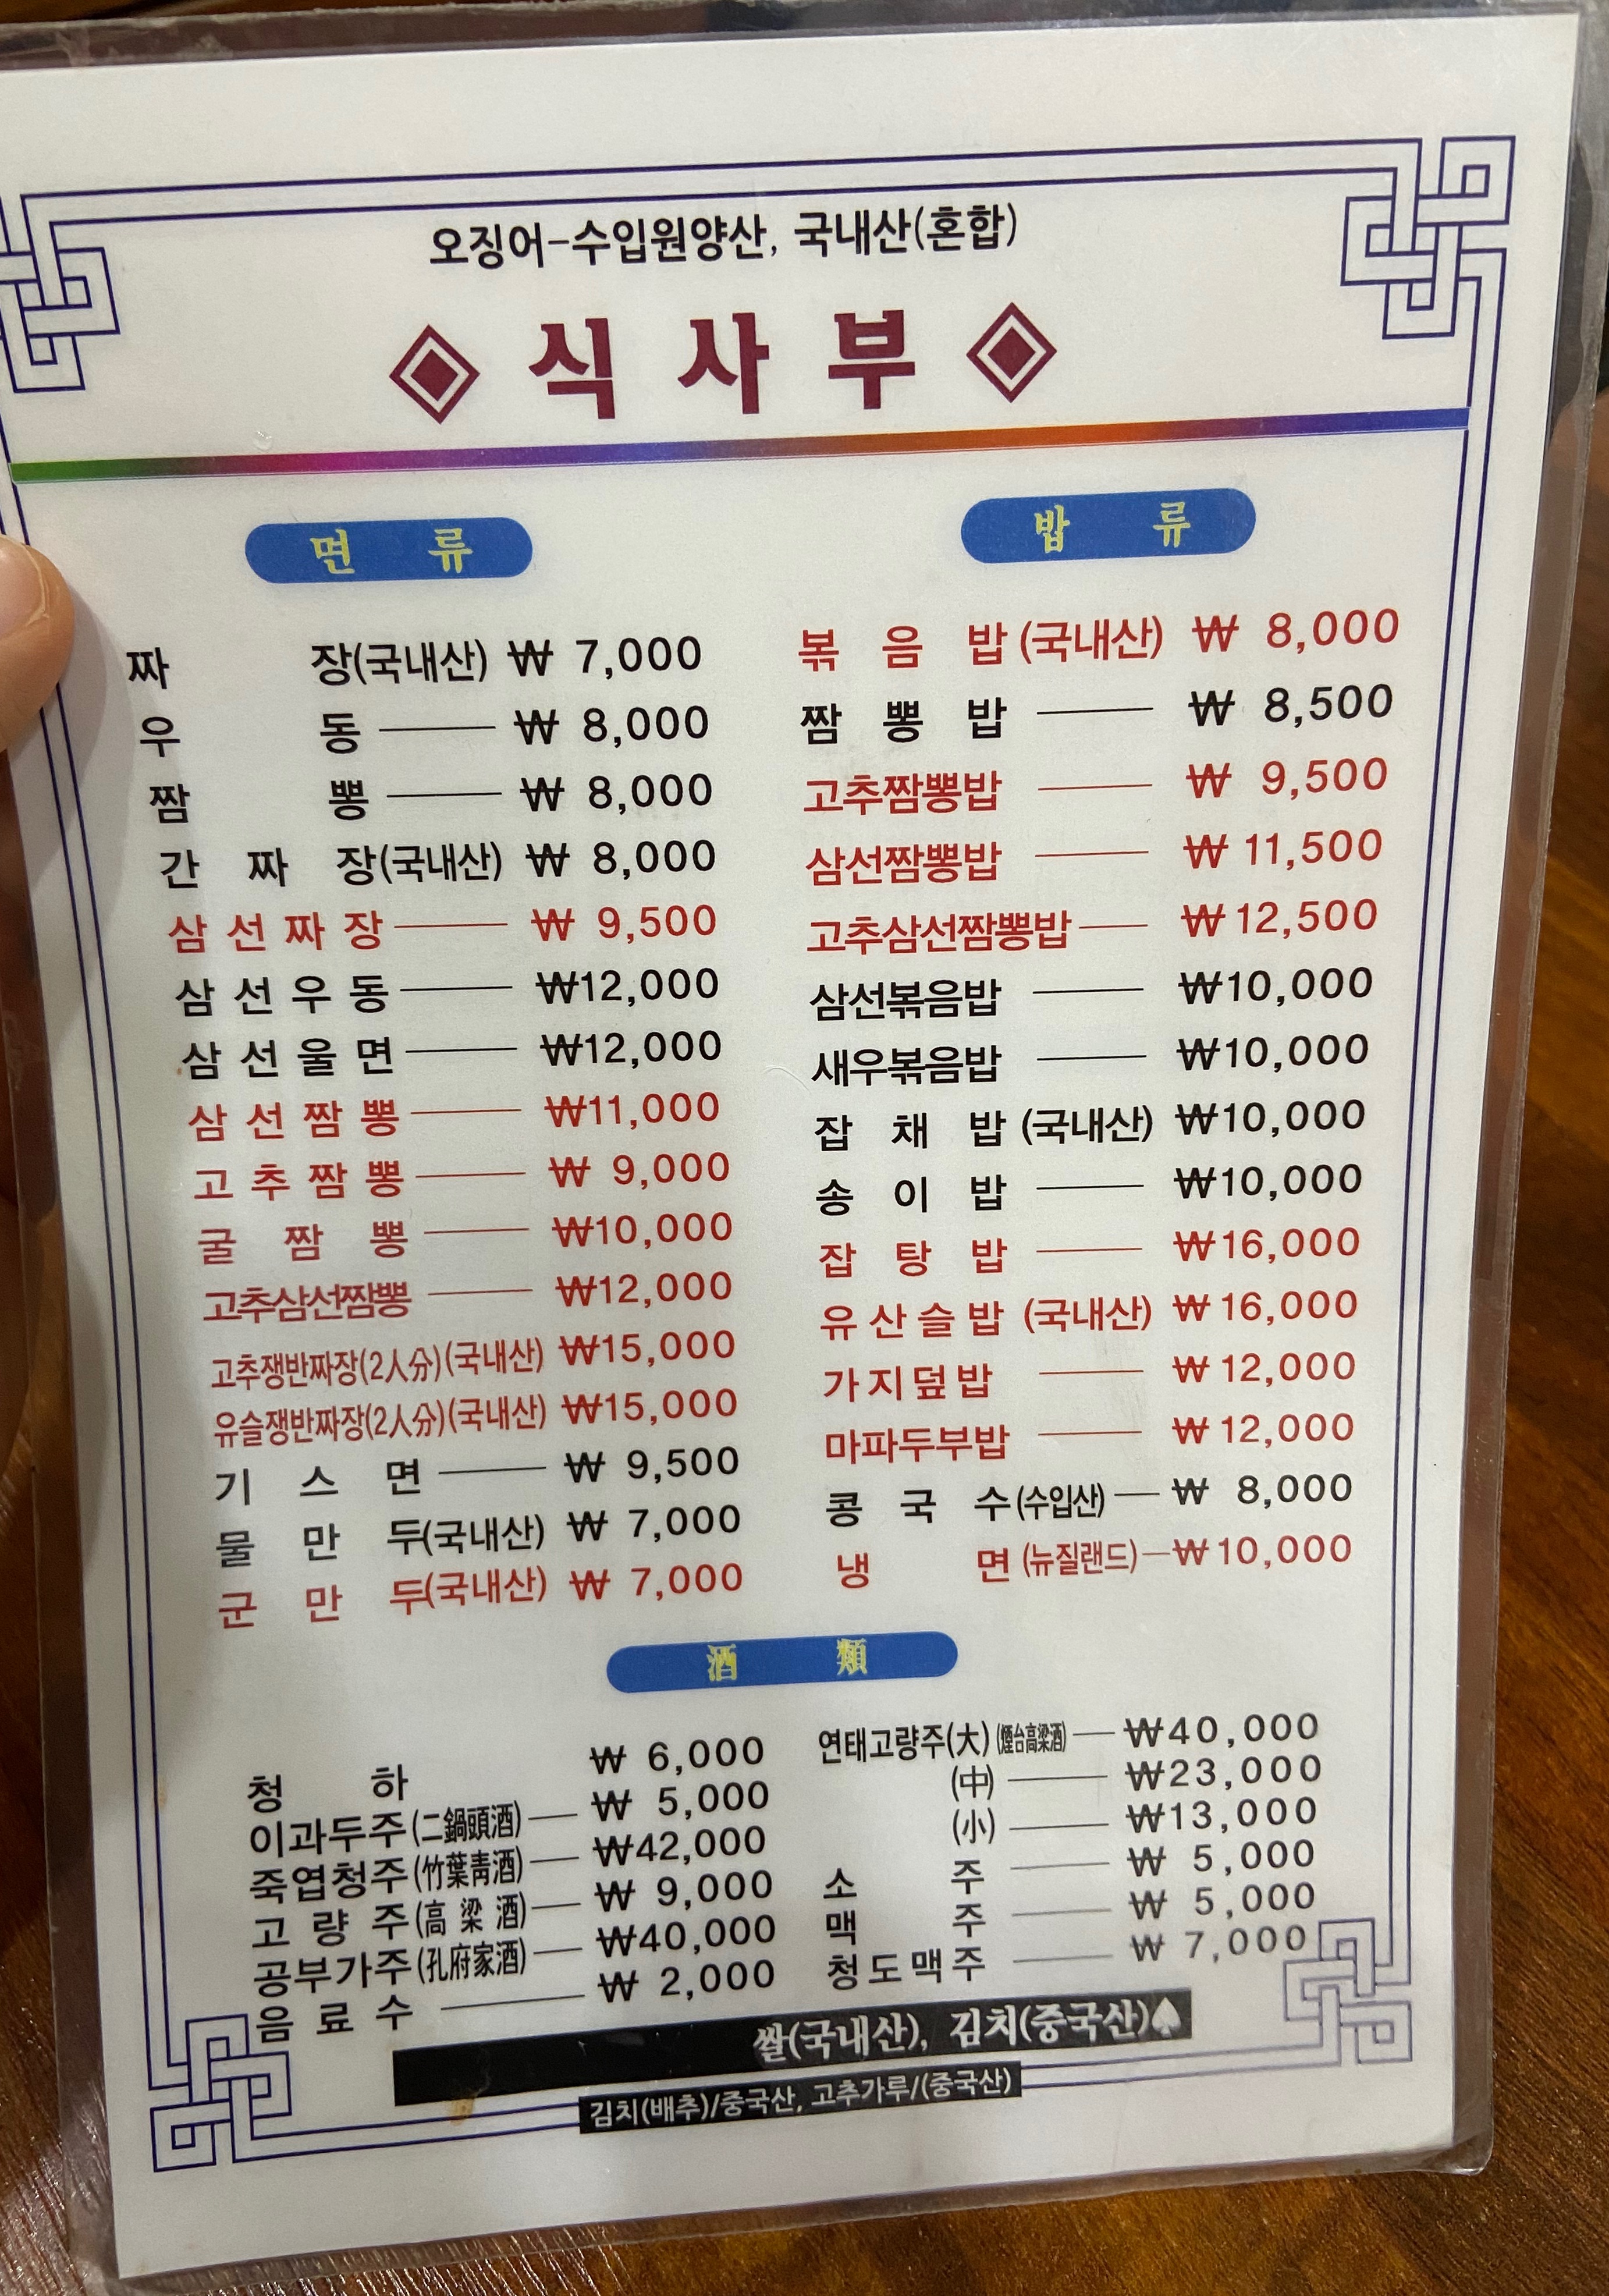 오징어-수입원양산, 국내산(혼합)
식사부
면 류
짜 장(국내산) ₩ 7,000
우 동 ₩ 8,000
짬 뽕 ₩ 8,000
간 짜 장(국내산) ₩ 8,000
삼선짜장 ₩ 9,500
삼선우동 ₩12,000
삼선울면 ₩12,000
삼선짬뽕 ₩11,000
고추짬뽕 ₩ 9,000
굴 짬 뽕 ₩10,000
고추삼선짬뽕 ₩12,000
고추쟁반짜장(2人分)(국내산) ₩15,000
유슬쟁반짜장(2人分)(국내산) ₩15,000
기 스 면 ₩ 9,500
물 만 두(국내산) ₩ 7,000
군 만 두(국내산) ₩ 7,000
밥 류
볶 음 밥 (국내산) ₩ 8,000
짬 뽕 밥 ₩ 8,500
고추짬뽕밥 ₩ 9,500
삼선짬뽕밥 ₩ 11,500
고추삼선짬뽕밥 ₩ 12,500
삼선볶음밥 ₩10,000
새우볶음밥 ₩10,000
잡 채 밥 (국내산) ₩10,000
송 이 밥 ₩10,000
잡 탕 밥 ₩16,000
유산슬밥 (국내산) ₩ 16,000
가지덮밥 ₩ 12,000
마파두부밥 ₩ 12,000
콩 국 수(수입산) ₩ 8,000
냉 면 (뉴질랜드) ₩ 10,000
酒 類
청 하 ₩ 6,000
이과두주(二鍋頭酒) ₩ 5,000
죽엽청주(竹葉靑酒) ₩42,000
고 량 주(高粱酒) ₩ 9,000
공부가주(孔府家酒) ₩40,000
음 료 수 ₩ 2,000
연태고량주(大)(煙台高粱酒) ₩40,000
(中) ₩23,000
(小) ₩13,000
소 주 ₩ 5,000
맥 주 ₩ 5,000
청도맥주 ₩ 7,000
쌀(국내산), 김치(중국산)♠
김치(배추)/중국산, 고추가루/(중국산)